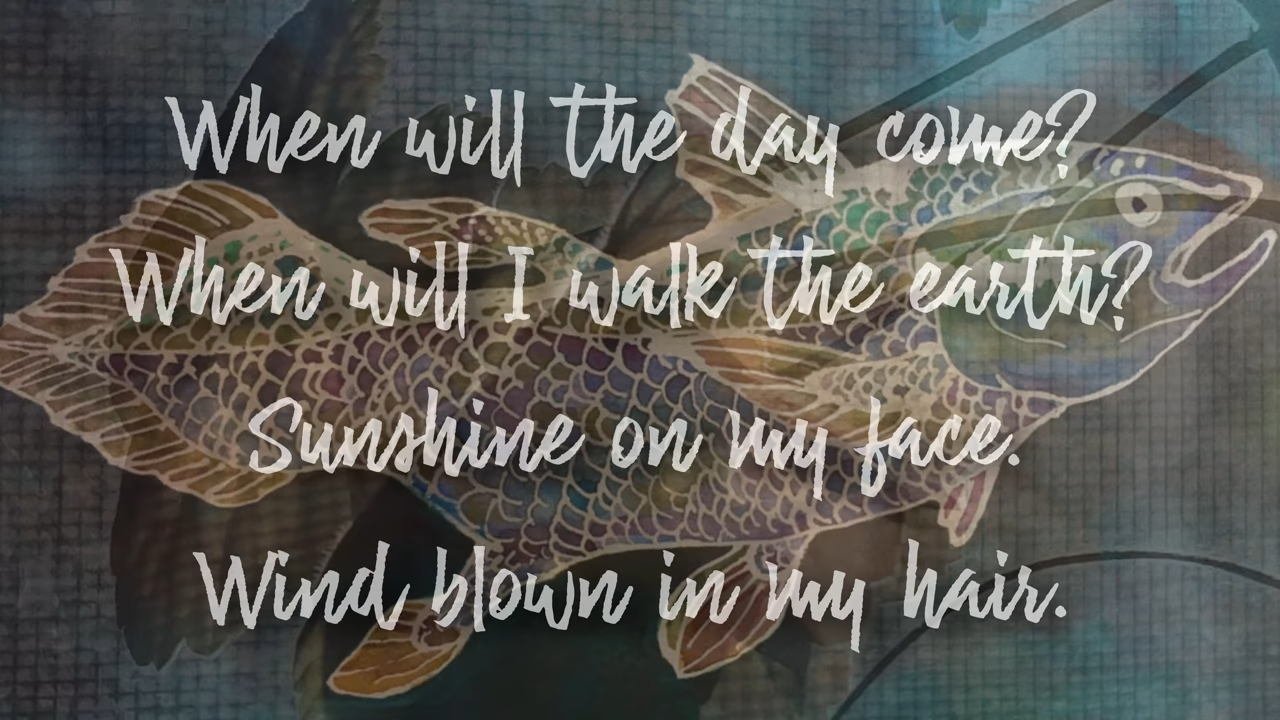 When will the day come?
When will I walk the earth?
Sunshine on my face.
Wind blown in my hair.